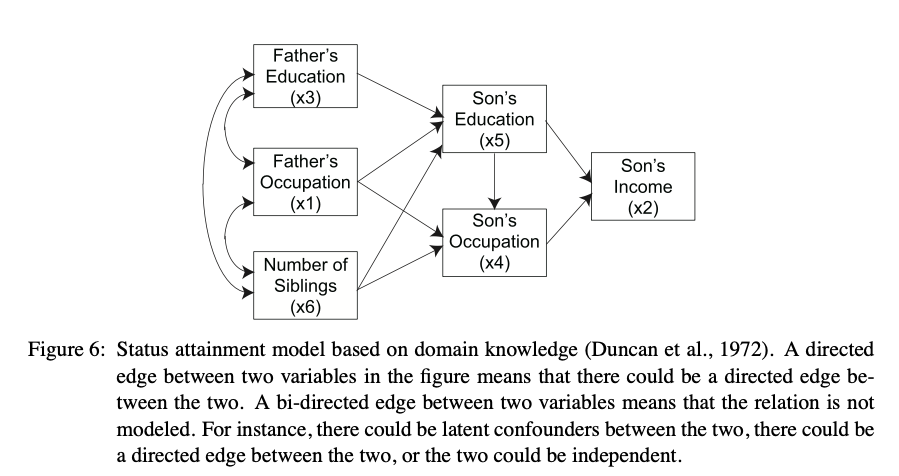 Father's
Education
(x3)
Father's
Occupation
(x1)
Number of
Siblings
(x6)
Son's
Education
(x5)
Son's
Occupation
(x4)
Son's
Income
(x2)
Figure 6: Status attainment model based on domain knowledge (Duncan et al., 1972). A directed
edge between two variables in the figure means that there could be a directed edge be-
tween the two. A bi-directed edge between two variables means that the relation is not
modeled. For instance, there could be latent confounders between the two, there could be
a directed edge between the two, or the two could be independent.